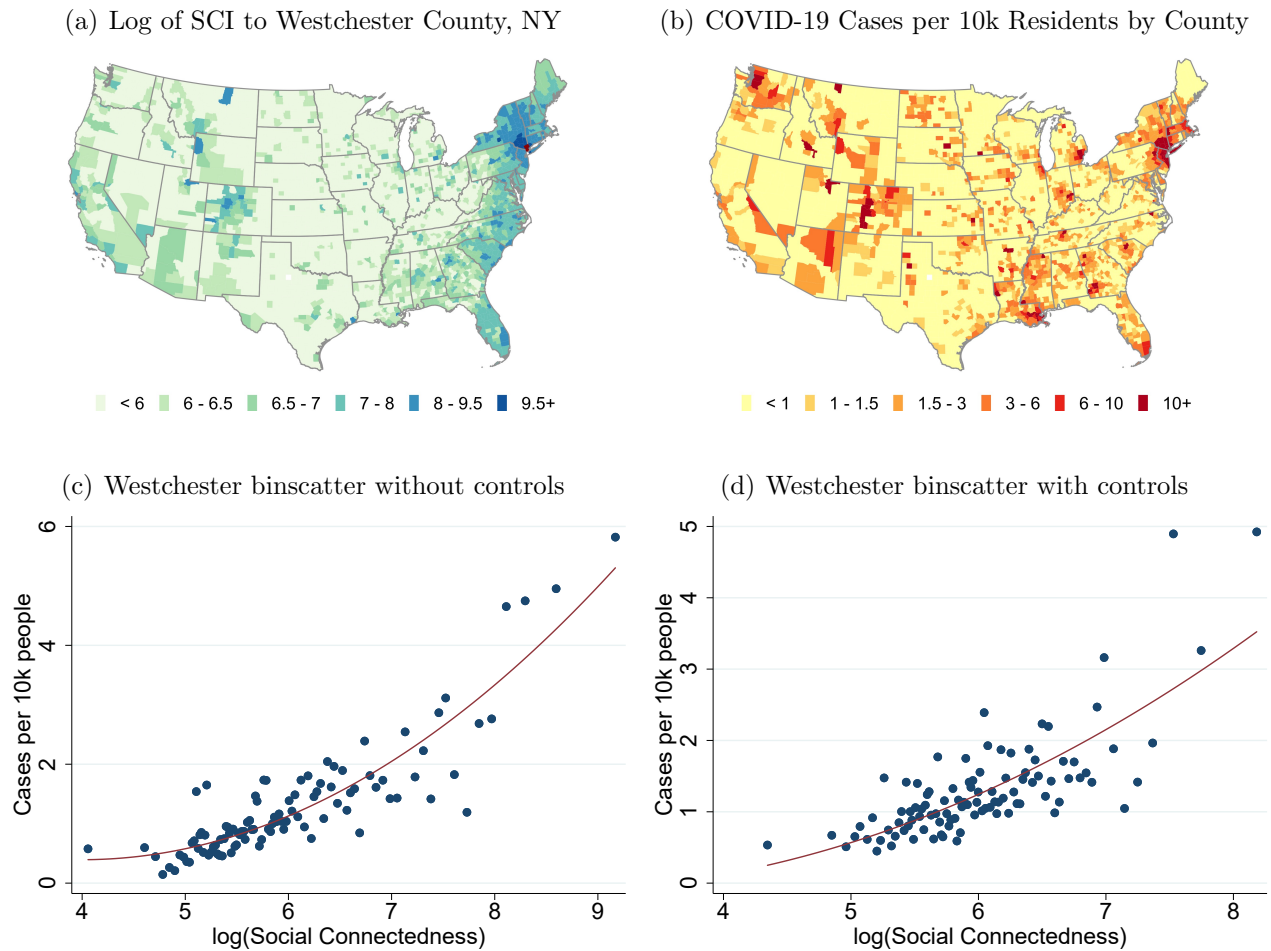 (a) Log of SCI to Westchester County, NY
(b) COVID-19 Cases per 10k Residents by County
< 6 6 - 6.5 6.5 - 7 7 - 8 8 - 9.5 9.5+
< 1 1 - 1.5 1.5 - 3 3 - 6 6 - 10 10+
(c) Westchester binscatter without controls
(d) Westchester binscatter with controls
Cases per 10k people
6
4
2
0
4 5 6 7 8 9
log(Social Connectedness)
Cases per 10k people
5
4
3
2
1
0
5 6 7 8
log(Social Connectedness)